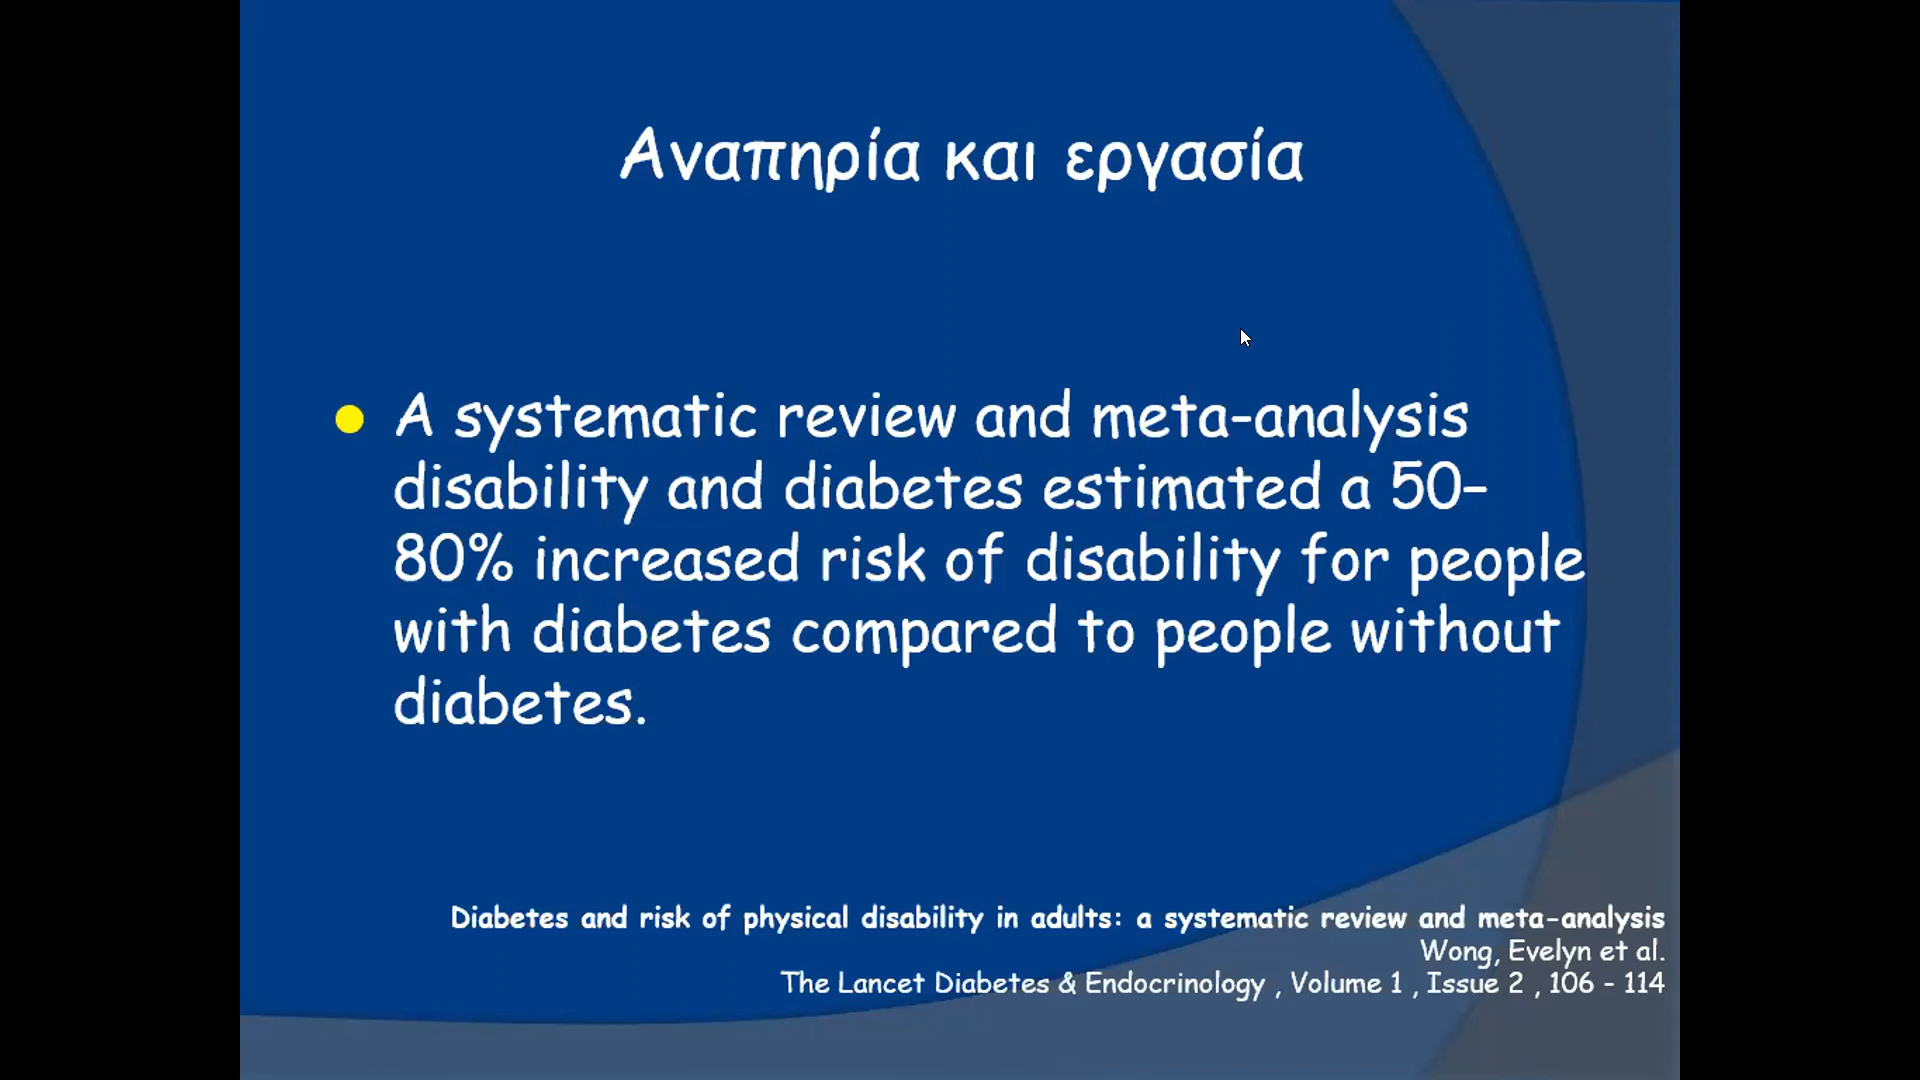 Αναπηρία και εργασία
A systematic review and meta-analysis
disability and diabetes estimated a 50–
80% increased risk of disability for people
with diabetes compared to people without
diabetes.
Diabetes and risk of physical disability in adults: a systematic review and meta-analysis
Wong, Evelyn et al.
The Lancet Diabetes & Endocrinology , Volume 1 , Issue 2 , 106 - 114